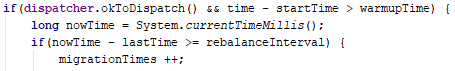 if(dispatcher.okToDispatch() && time - startTime > warmupTime) {
long nowTime = System.currentTimeMillis();
if(nowTime - lastTime >= rebalanceInterval) {
migrationTimes ++;